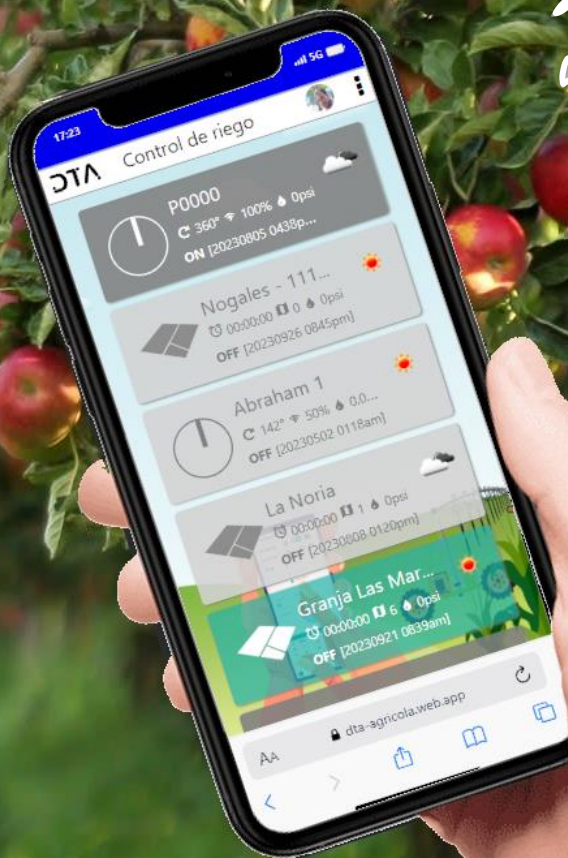 17:23
5G
DTA Control de riego
P0000
360° 100% 0psi
ON [20230805 0438p...
Nogales - 111...
00:00:00 0 0psi
OFF [20230926 0845pm]
Abraham 1
142° 50% 0.0...
OFF [20230502 0118am]
La Noria
00:00:00 1 0psi
OFF [20230808 0120pm]
Granja Las Mar...
00:00:00 6 0psi
OFF [20230921 0839am]
AA dta-agricola.web.app